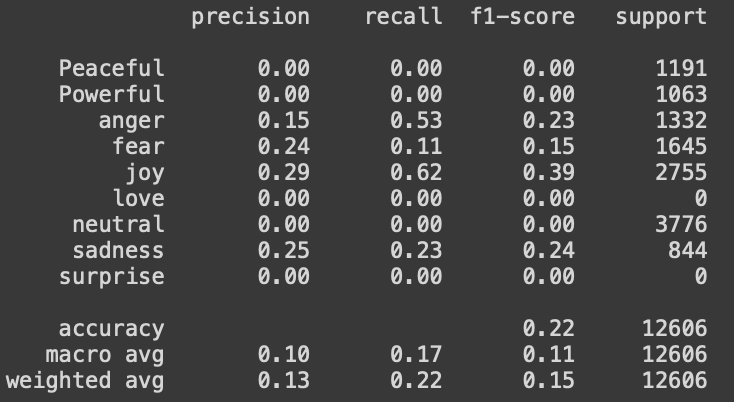 precision recall f1-score support
Peaceful 0.00 0.00 0.00 1191
Powerful 0.00 0.00 0.00 1063
anger 0.15 0.53 0.23 1332
fear 0.24 0.11 0.15 1645
joy 0.29 0.62 0.39 2755
love 0.00 0.00 0.00 0
neutral 0.00 0.00 0.00 3776
sadness 0.25 0.23 0.24 844
surprise 0.00 0.00 0.00 0
accuracy 0.22 12606
macro avg 0.10 0.17 0.11 12606
weighted avg 0.13 0.22 0.15 12606